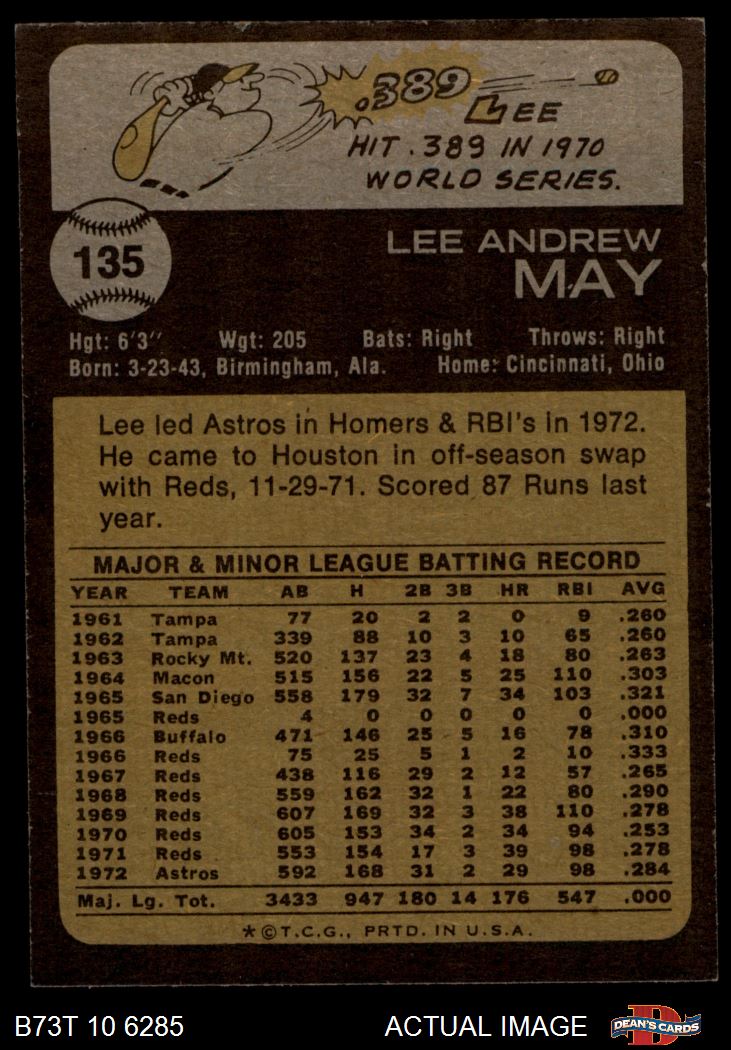 .389
LEE
HIT .389 IN 1970
WORLD SERIES.
135
LEE ANDREW
MAY
Hgt: 6'3" Wgt: 205 Bats: Right Throws: Right
Born: 3-23-43, Birmingham, Ala. Home: Cincinnati, Ohio
Lee led Astros in Homers & RBI's in 1972.
He came to Houston in off-season swap
with Reds, 11-29-71. Scored 87 Runs last
year.
MAJOR & MINOR LEAGUE BATTING RECORD
YEAR TEAM AB H 2B 3B HR RBI AVG
1961 Tampa 77 20 2 2 0 9 .260
1962 Tampa 339 88 10 3 10 65 .260
1963 Rocky Mt. 520 137 23 4 18 80 .263
1964 Macon 515 156 22 5 25 110 .303
1965 San Diego 558 179 32 7 34 103 .321
1965 Reds 4 0 0 0 0 0 .000
1966 Buffalo 471 146 25 5 16 78 .310
1966 Reds 75 25 5 1 2 10 .333
1967 Reds 438 116 29 2 12 57 .265
1968 Reds 559 162 32 1 22 80 .290
1969 Reds 607 169 32 3 38 110 .278
1970 Reds 605 153 34 2 34 94 .253
1971 Reds 553 154 17 3 39 98 .278
1972 Astros 592 168 31 2 29 98 .284
Maj. Lg. Tot. 3433 947 180 14 176 547 .000
*©T.C.G., PRTD. IN U.S.A.
B73T 10 6285 ACTUAL IMAGE DEAN'S CARDS